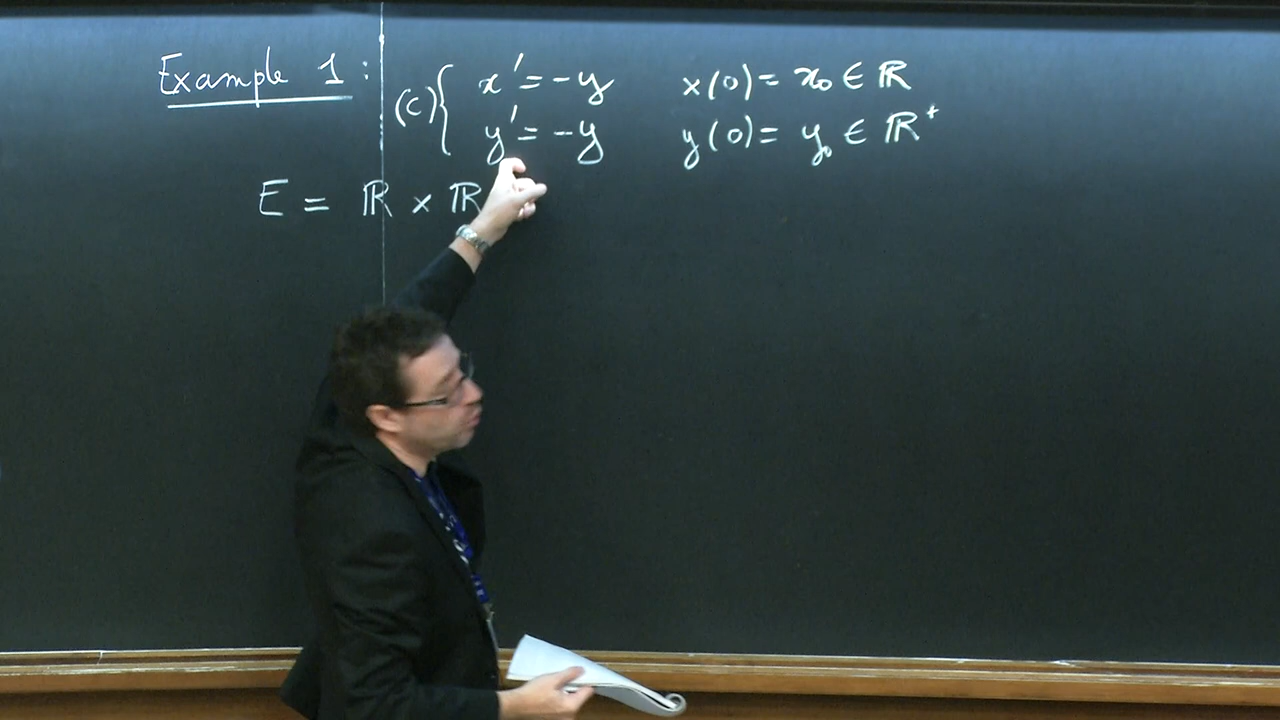 Example 1 :
(C) { x' = -y    x(0) = x₀ ∈ ℝ
y' = -y    y(0) = y₀ ∈ ℝ⁺
E = ℝ × ℝ